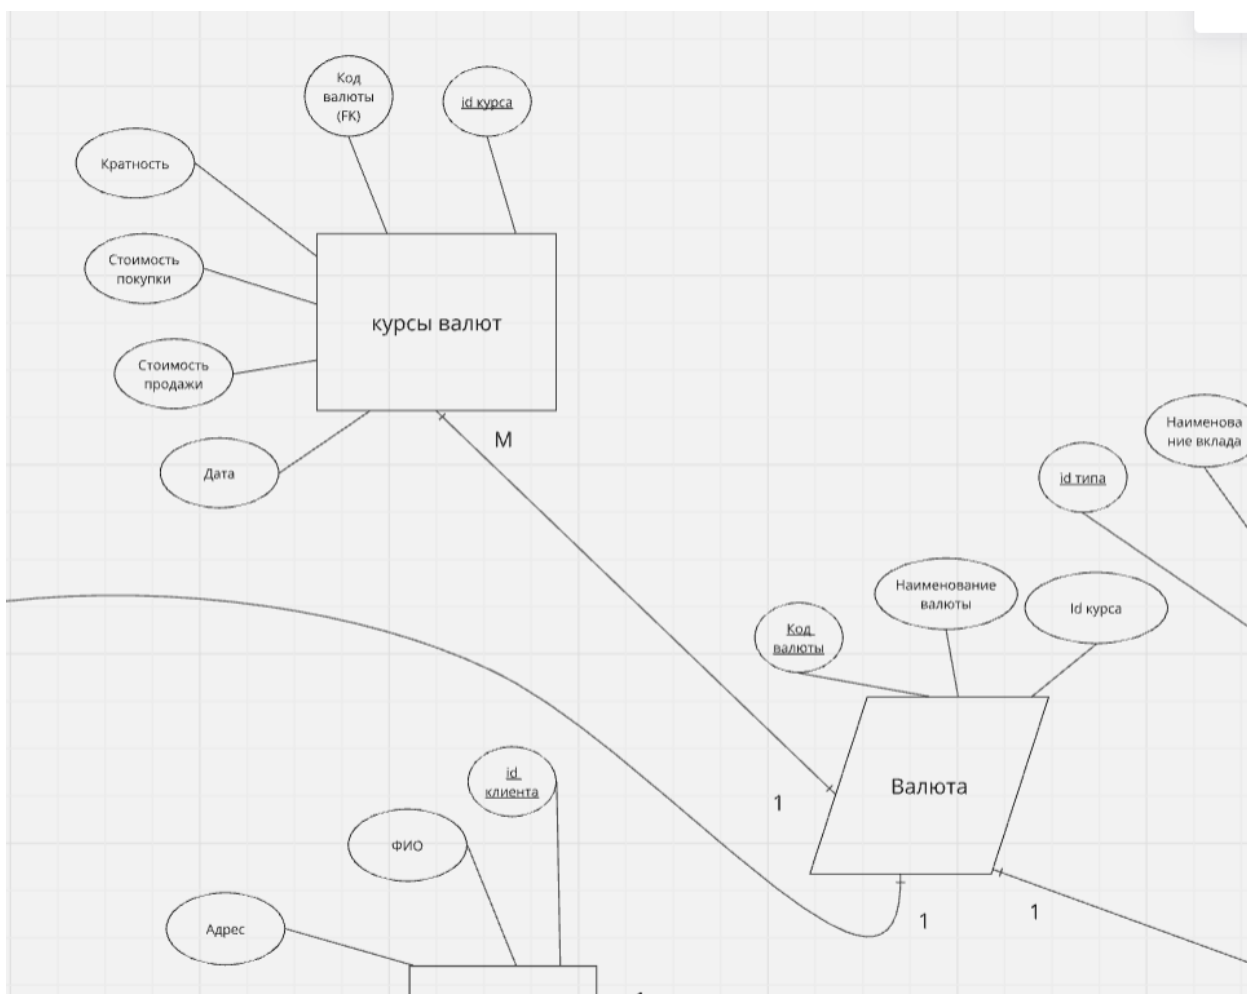 Код
валюты
(FK)
id курса
Кратность
Стоимость
покупки
курсы валют
Стоимость
продажи
М
Дата
Наименова
ние вклада
id типа
Наименование
валюты
Id курса
Код
валюты
id
клиента
Валюта
1
ФИО
1
1
Адрес